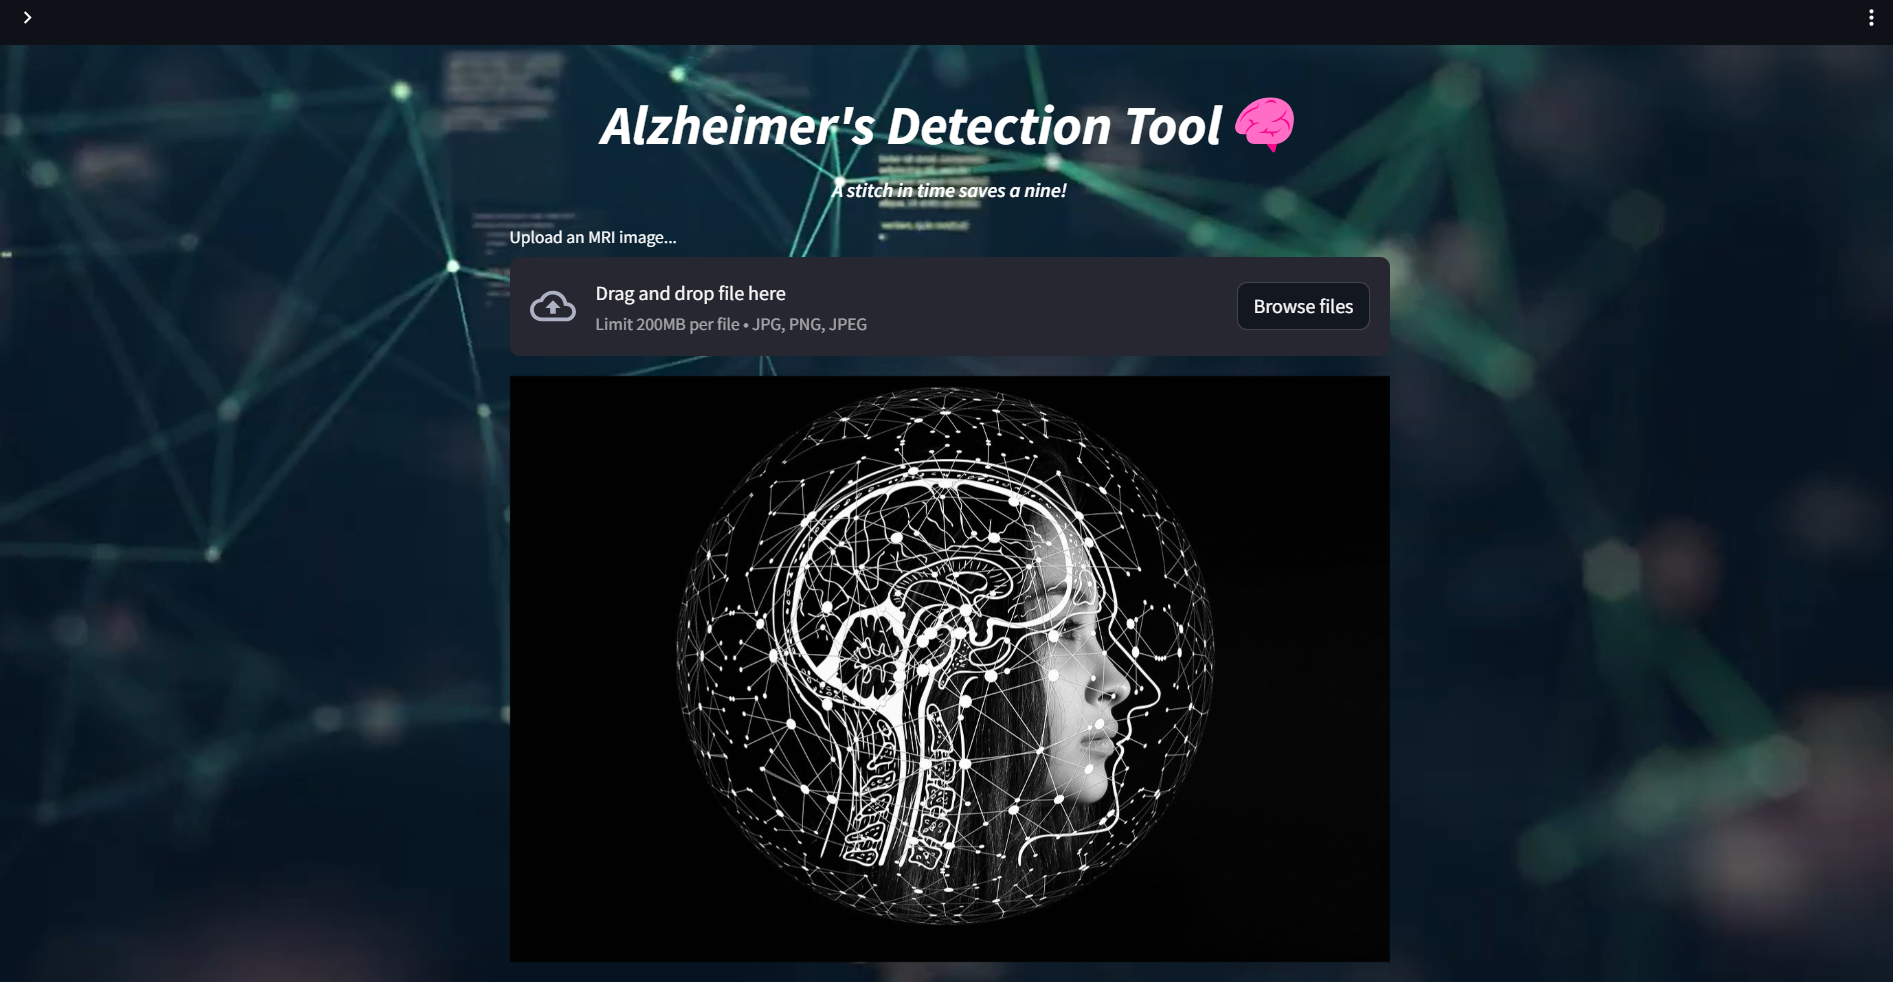 Alzheimer's Detection Tool
A stitch in time saves a nine!
Upload an MRI image...
Drag and drop file here
Limit 200MB per file • JPG, PNG, JPEG
Browse files